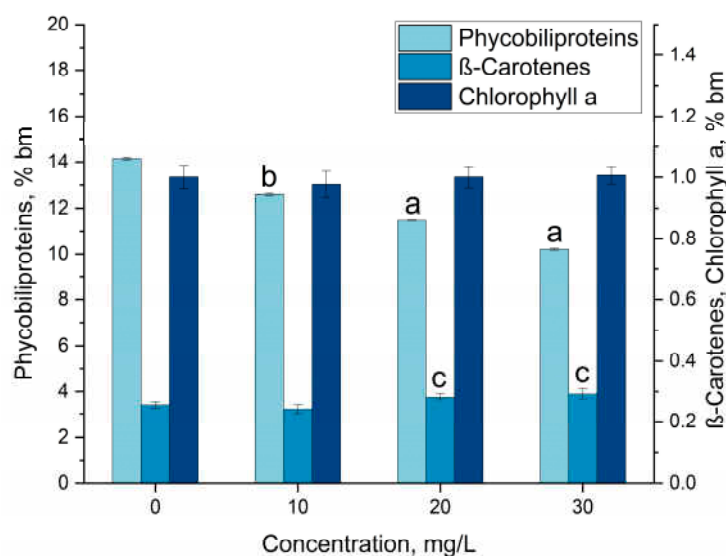 Phycobiliproteins
ß-Carotenes
Chlorophyll a
Phycobiliproteins, % bm
20
18
16
14
12
10
8
6
4
2
0
b
a
a
c
c
1.4
1.2
1.0
0.8
0.6
0.4
0.2
0.0
ß-Carotenes, Chlorophyll a, % bm
0 10 20 30
Concentration, mg/L